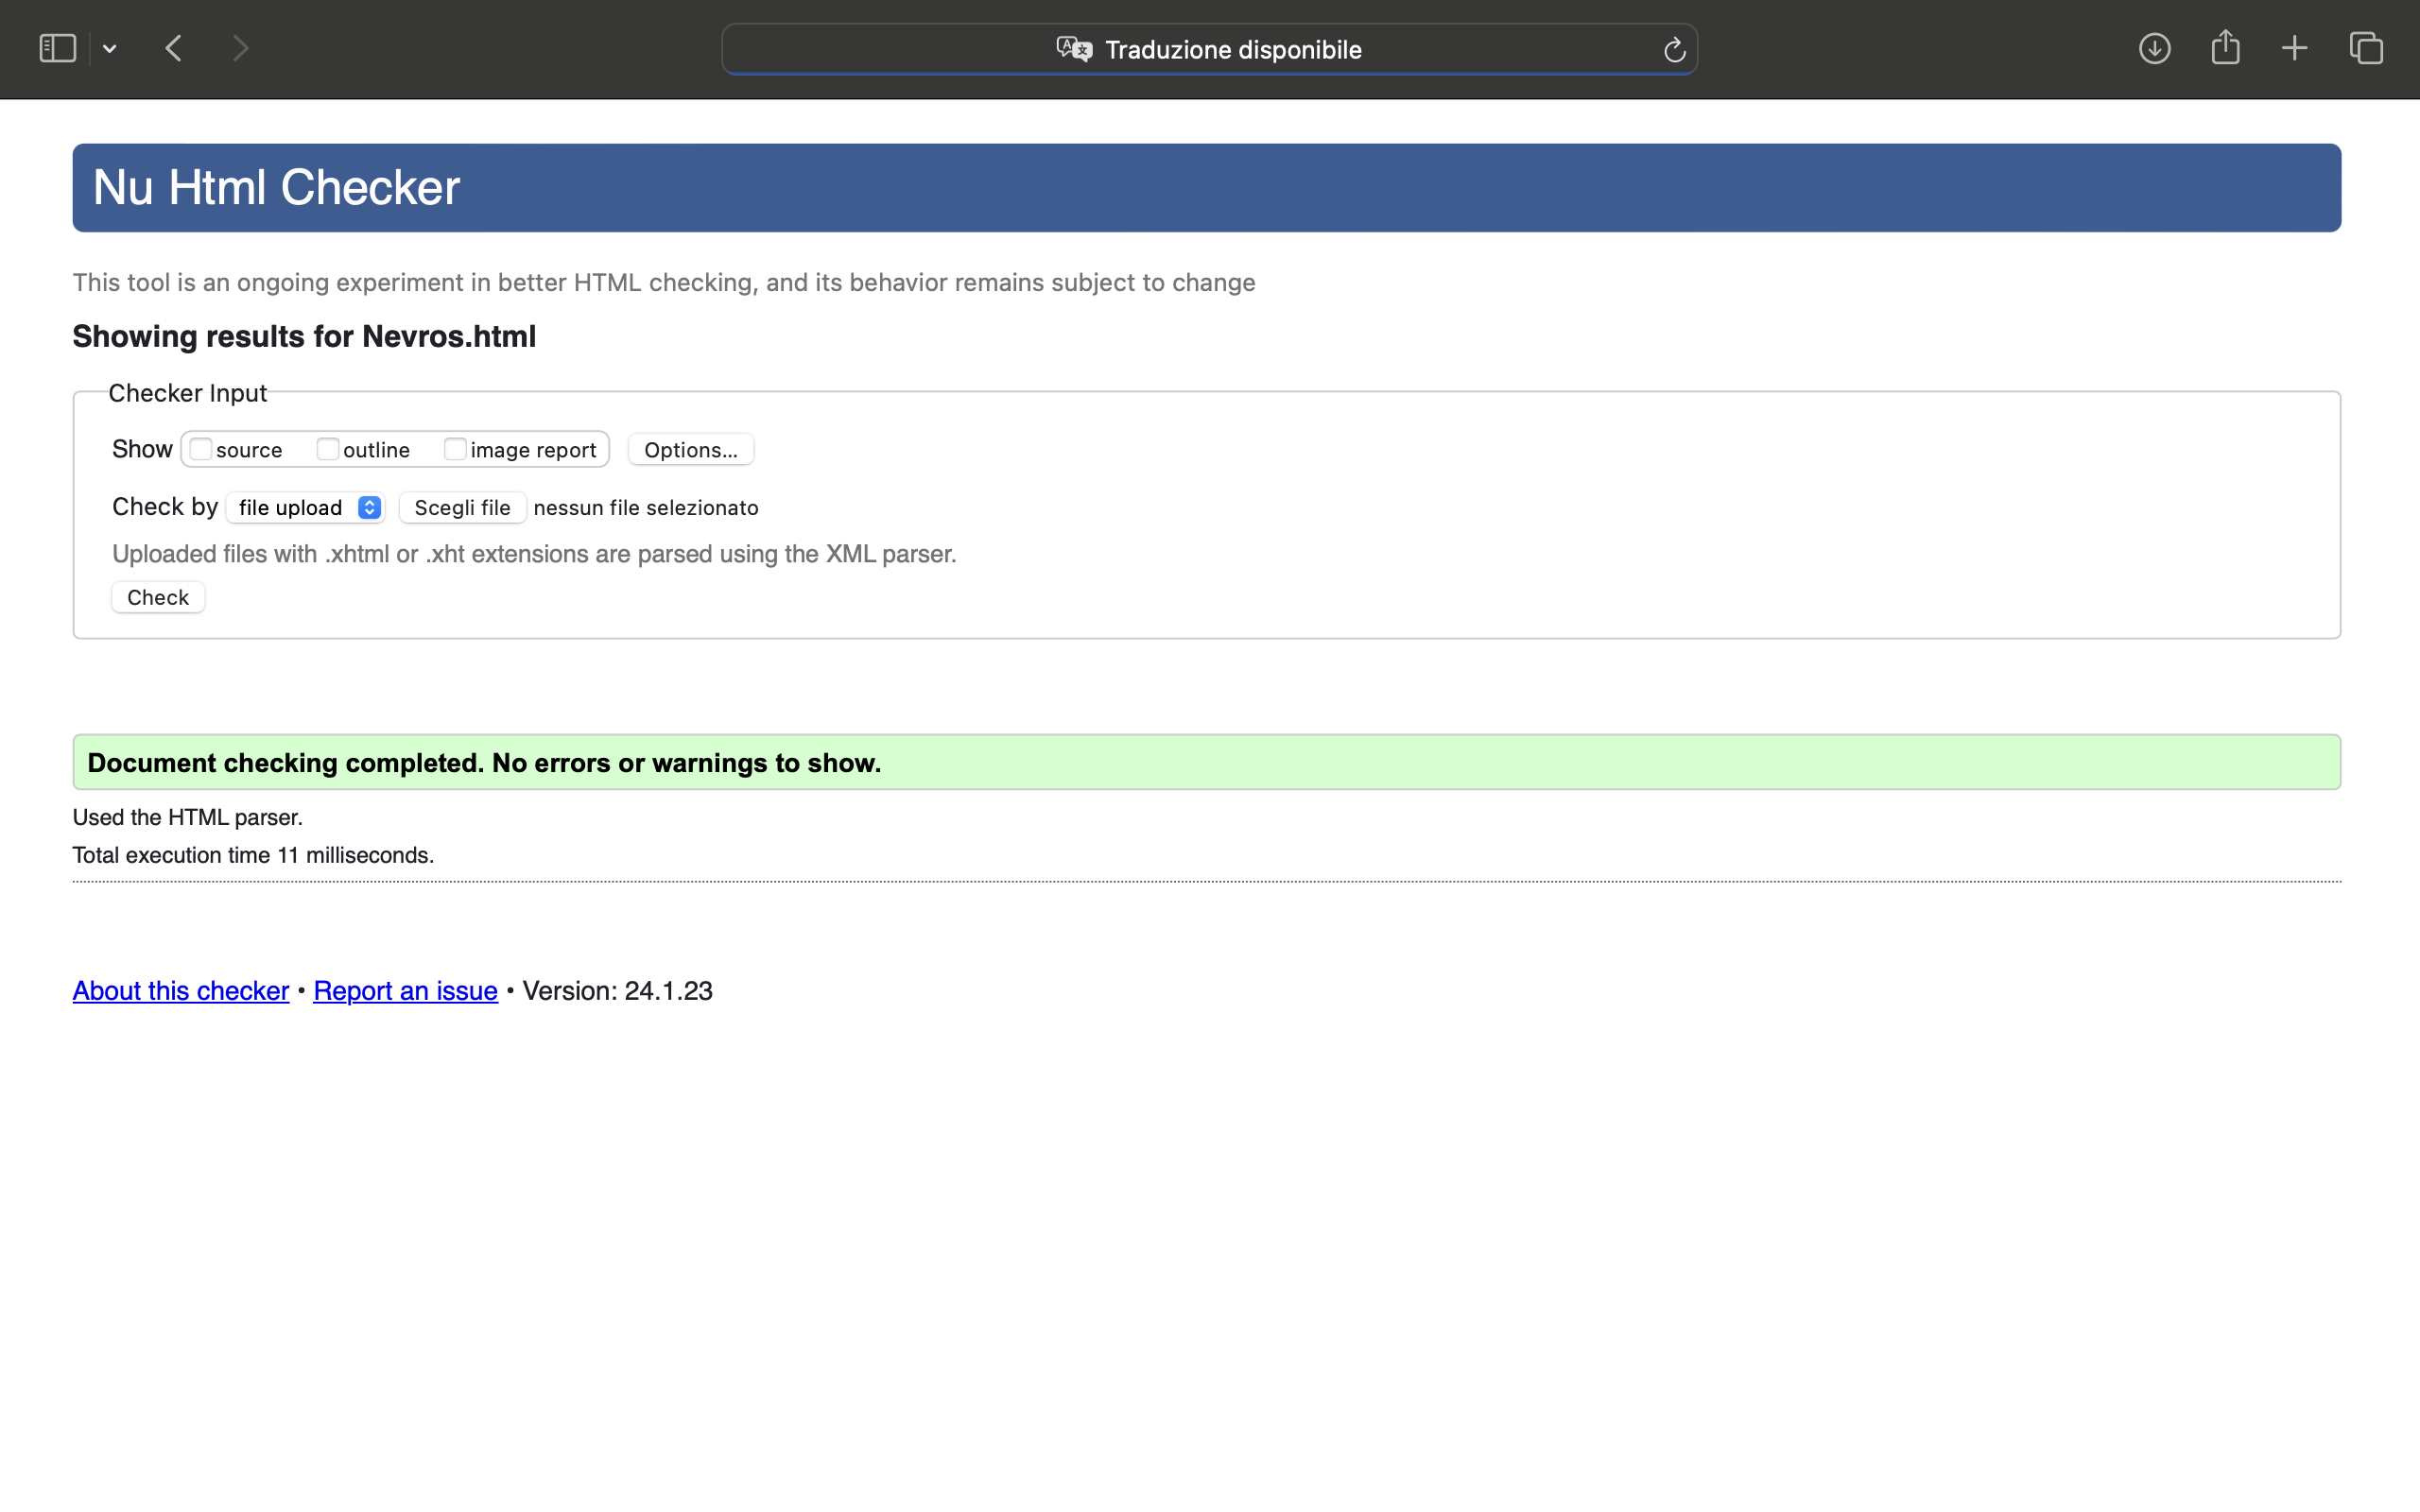 Traduzione disponibile
Nu Html Checker
This tool is an ongoing experiment in better HTML checking, and its behavior remains subject to change
Showing results for Nevros.html
Checker Input
Show source outline image report Options...
Check by file upload Scegli file nessun file selezionato
Uploaded files with .xhtml or .xht extensions are parsed using the XML parser.
Check
Document checking completed. No errors or warnings to show.
Used the HTML parser.
Total execution time 11 milliseconds.
About this checker • Report an issue • Version: 24.1.23